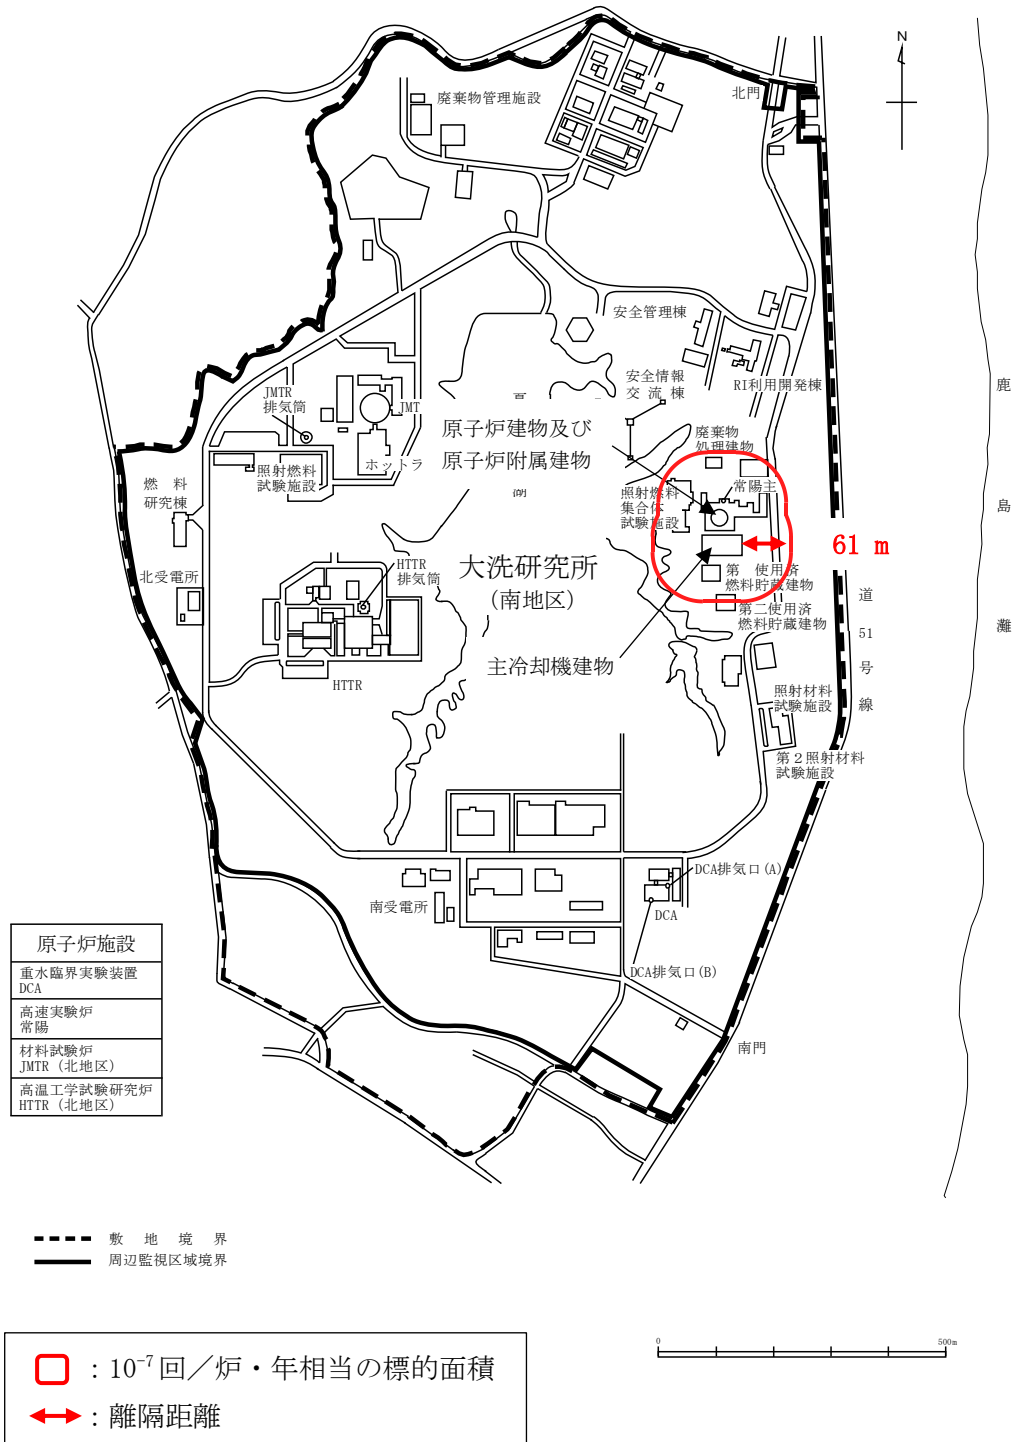 N
北門
廃棄物管理施設
安全管理棟
安全情報
交流棟
RI利用開発棟
鹿
島
灘
JMTR
排気筒
JMT
ホットラ
原子炉建物及び
原子炉附属建物
廃棄物
処理建物
常陽主
照射燃料
試験施設
湖
照射燃料
集合体
試験施設
燃料
研究棟
61 m
HTTR
排気筒
大洗研究所
(南地区)
第 使用済
燃料貯蔵建物
北受電所
第二使用済
燃料貯蔵建物
道
51
号
線
主冷却機建物
HTTR
照射材料
試験施設
第2照射材料
試験施設
DCA排気口(A)
南受電所
DCA
DCA排気口(B)
南門
原子炉施設
重水臨界実験装置
DCA
高速実験炉
常陽
材料試験炉
JMTR (北地区)
高温工学試験研究炉
HTTR (北地区)
敷地境界
周辺監視区域境界
0 500m
:10⁻⁷回/炉・年相当の標的面積
:離隔距離